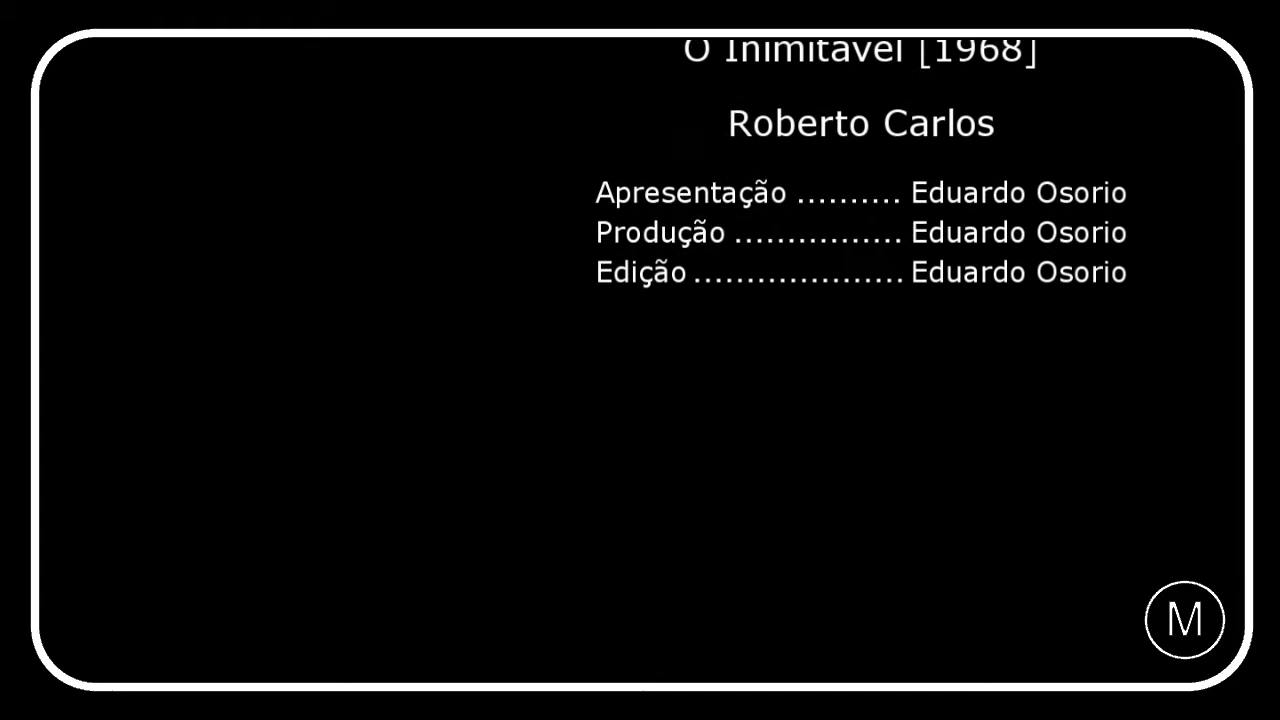 O Inimitável [1968]
Roberto Carlos
Apresentação .......... Eduardo Osorio
Produção ................ Eduardo Osorio
Edição .................... Eduardo Osorio
M